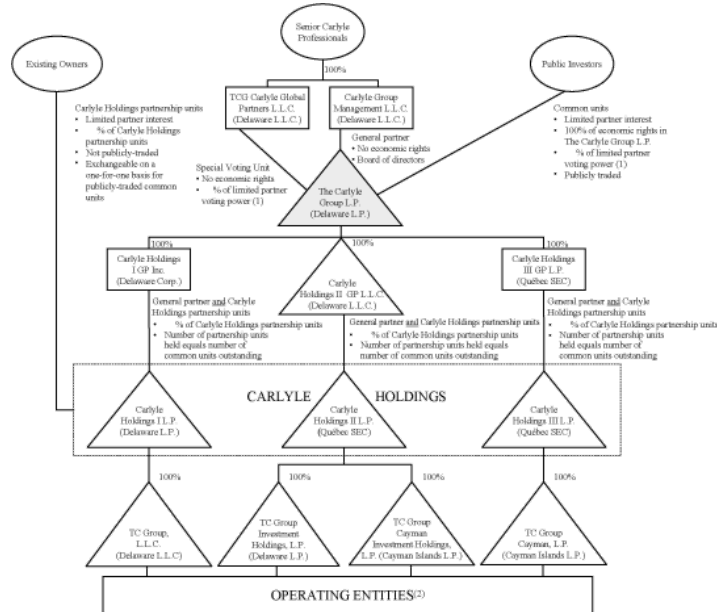 Senior Carlyle
Professionals
Existing Owners
Public Investors
100%
TCG Carlyle Global
Partners L.L.C.
(Delaware L.L.C.)
Carlyle Group
Management L.L.C.
(Delaware L.L.C.)
Carlyle Holdings partnership units
• Limited partner interest
• % of Carlyle Holdings
partnership units
• Not publicly-traded
• Exchangeable on a
one-for-one basis for
publicly-traded common
units
Common units
• Limited partner interest
• 100% of economic rights in
The Carlyle Group L.P.
• % of limited partner
voting power (1)
• Publicly traded
General partner
• No economic rights
• Board of directors
Special Voting Unit
• No economic rights
• % of limited partner
voting power (1)
The Carlyle
Group L.P.
(Delaware L.P.)
100%
100%
100%
Carlyle Holdings
I GP Inc.
(Delaware Corp.)
Carlyle
Holdings II GP L.L.C.
(Delaware L.L.C.)
Carlyle Holdings
III GP L.P.
(Québec SEC)
General partner and Carlyle
Holdings partnership units
• % of Carlyle Holdings partnership units
• Number of partnership units
held equals number of
common units outstanding
General partner and Carlyle Holdings partnership units
• % of Carlyle Holdings partnership units
• Number of partnership units held equals
number of common units outstanding
General partner and Carlyle
Holdings partnership units
• % of Carlyle Holdings partnership units
• Number of partnership units
held equals number of
common units outstanding
CARLYLE HOLDINGS
Carlyle
Holdings I L.P.
(Delaware L.P.)
Carlyle
Holdings II L.P.
(Québec SEC)
Carlyle
Holdings III L.P.
(Québec SEC)
100%
100%
100%
100%
TC Group,
L.L.C.
(Delaware L.L.C)
TC Group
Investment
Holdings, L.P.
(Delaware L.P.)
TC Group
Cayman
Investment Holdings,
L.P. (Cayman Islands L.P.)
TC Group
Cayman, L.P.
(Cayman Islands L.P.)
OPERATING ENTITIES(2)